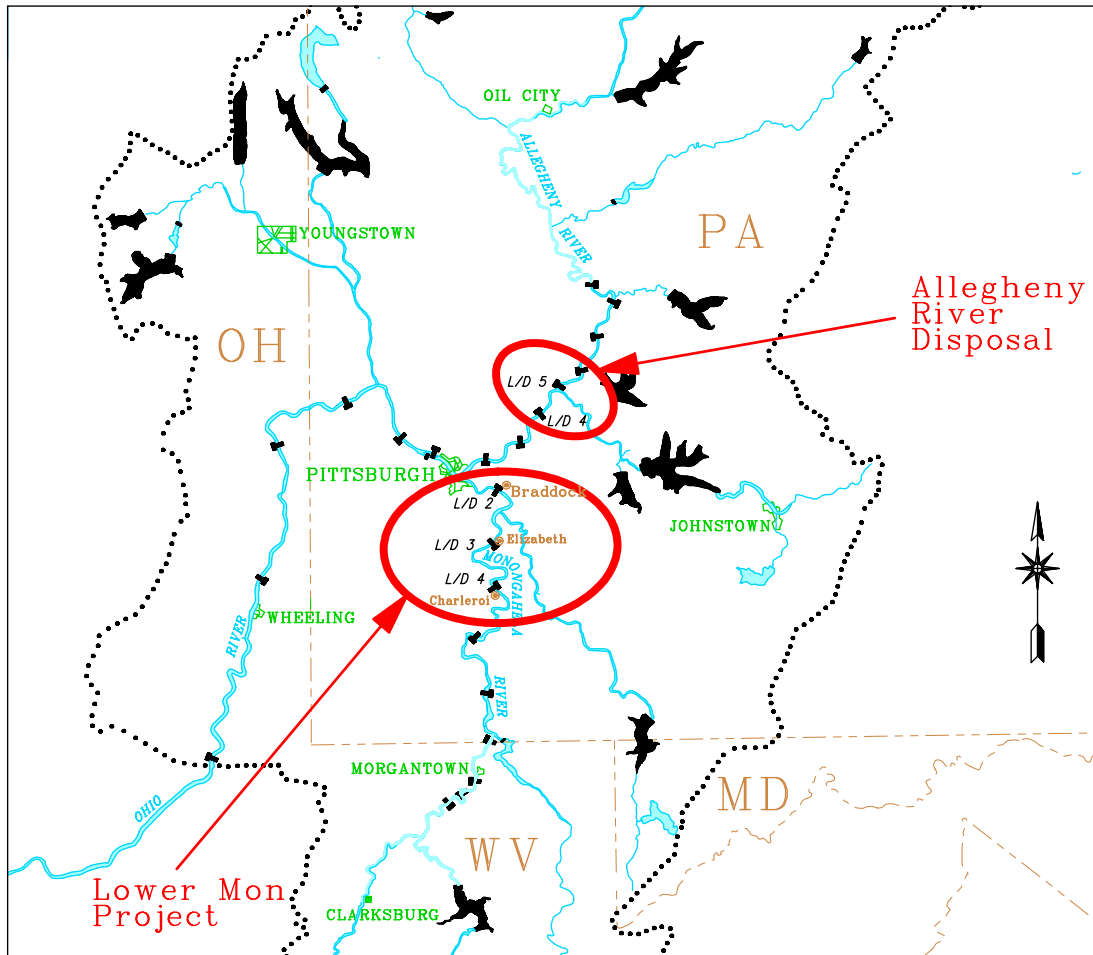 OIL CITY
ALLEGHENY
RIVER
PA
YOUNGSTOWN
OH
Allegheny
River
Disposal
L/D 5
L/D 4
PITTSBURGH
L/D 2
Braddock
JOHNSTOWN
L/D 3
Elizabeth
MONONGAHELA
L/D 4
Charleroi
WHEELING
RIVER
RIVER
MORGANTOWN
MD
OHIO
WV
Lower Mon
Project
CLARKSBURG